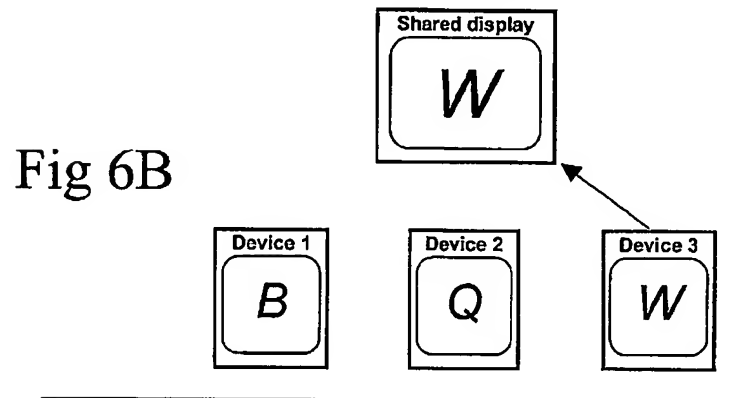 Shared display
W
Fig 6B
Device 1
Device 2
Device 3
B
Q
W